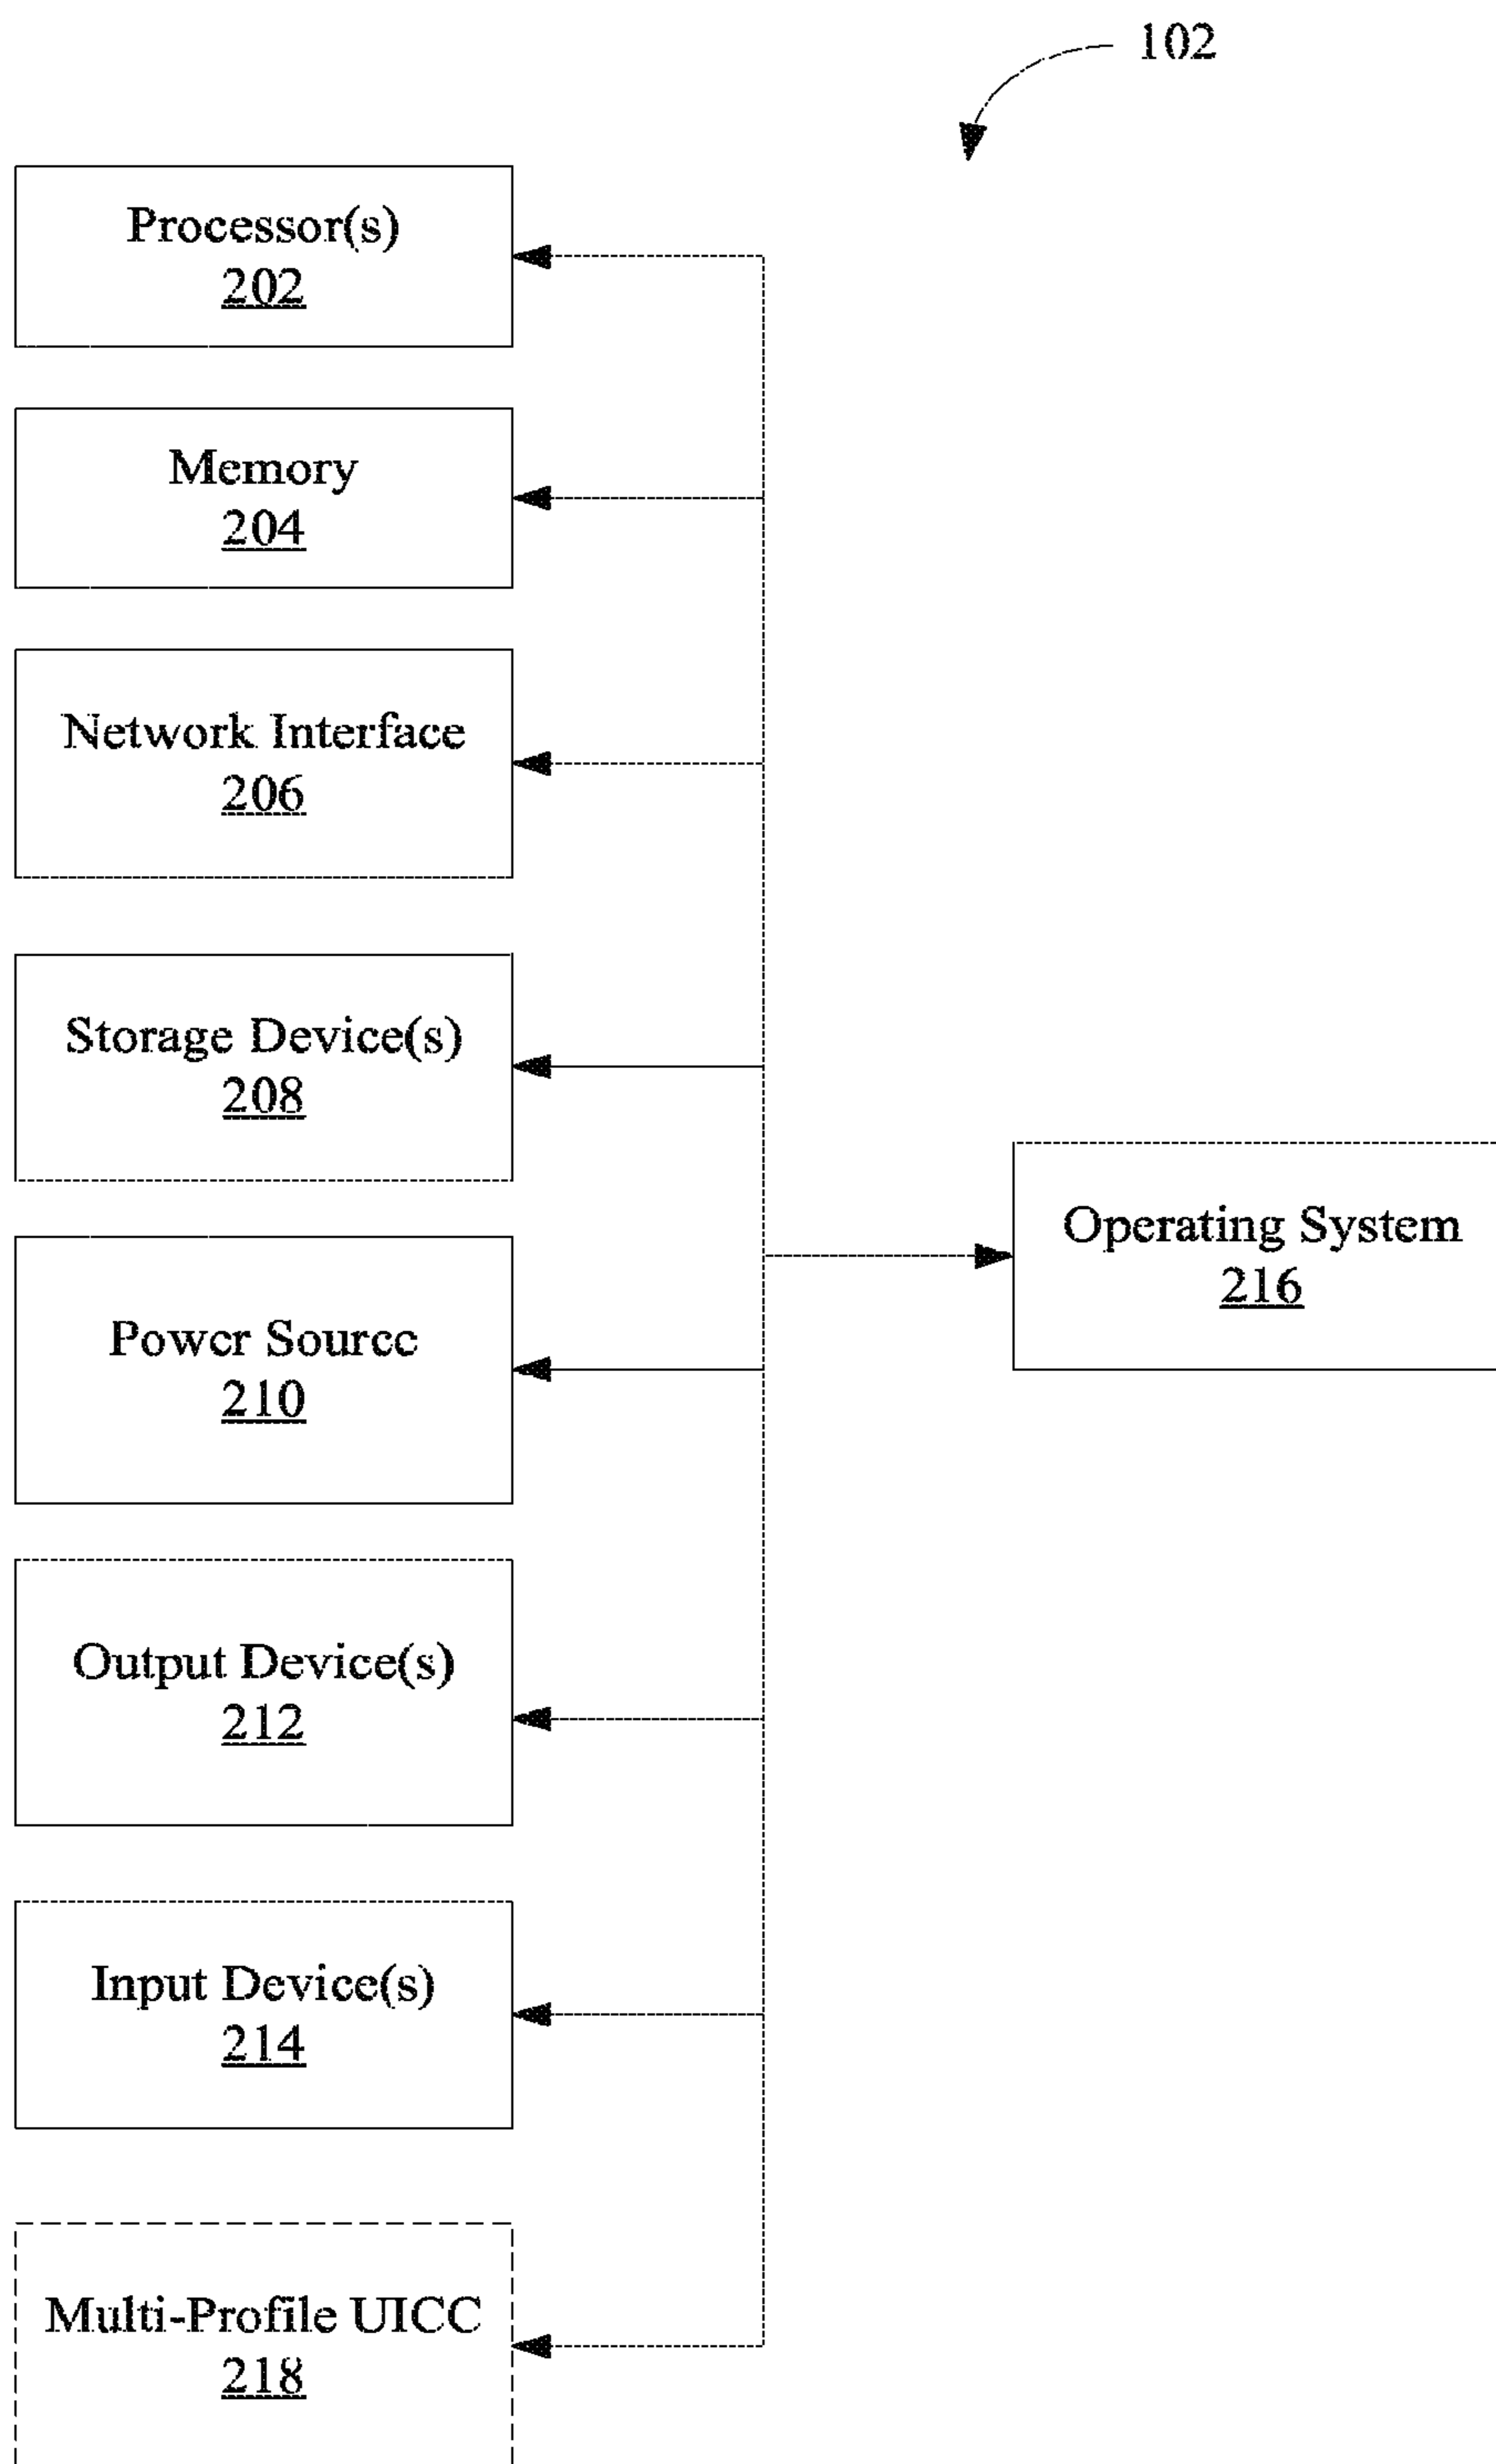 102
Processor(s)
202
Memory
204
Network Interface
206
Storage Device(s)
208
Operating System
216
Power Source
210
Output Device(s)
212
Input Device(s)
214
Multi-Profile UICC
218